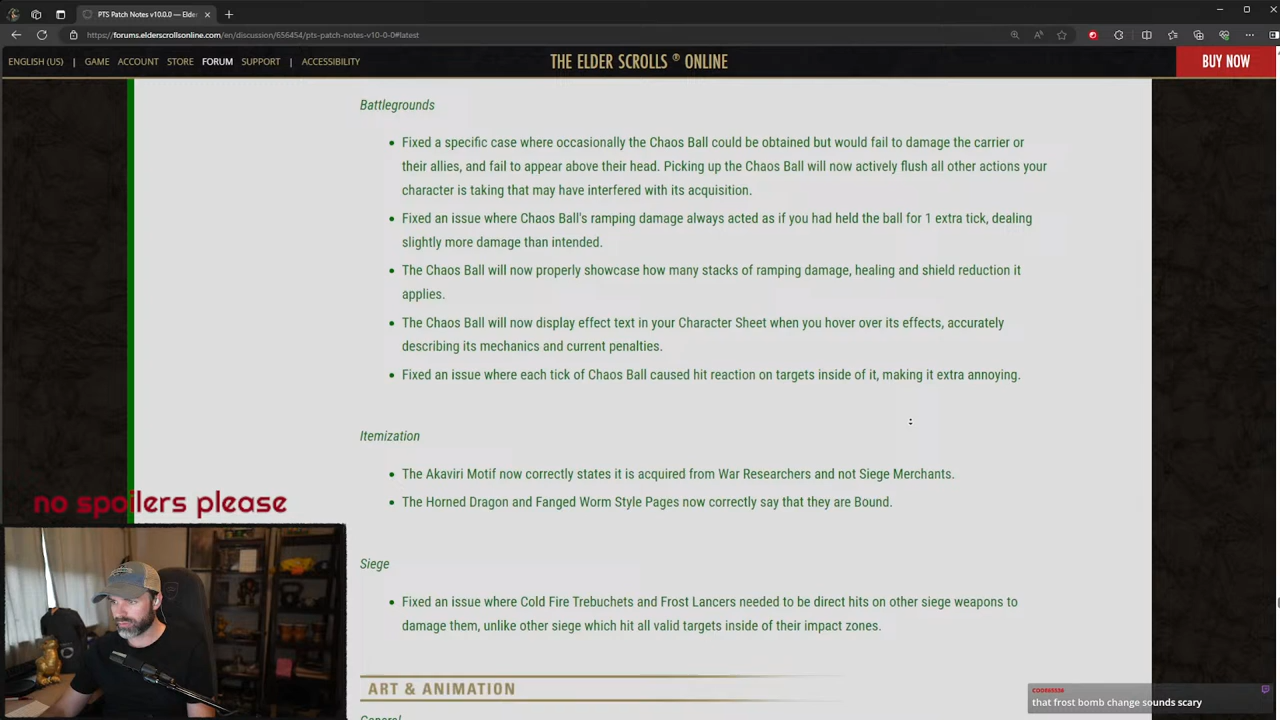 PTS Patch Notes v10.0.0 — Elder
https://forums.elderscrollsonline.com/en/discussion/656454/pts-patch-notes-v10-0-0#latest
ENGLISH (US) | GAME ACCOUNT STORE FORUM SUPPORT | ACCESSIBILITY
THE ELDER SCROLLS ® ONLINE
BUY NOW
Battlegrounds
• Fixed a specific case where occasionally the Chaos Ball could be obtained but would fail to damage the carrier or
their allies, and fail to appear above their head. Picking up the Chaos Ball will now actively flush all other actions your
character is taking that may have interfered with its acquisition.
• Fixed an issue where Chaos Ball's ramping damage always acted as if you had held the ball for 1 extra tick, dealing
slightly more damage than intended.
• The Chaos Ball will now properly showcase how many stacks of ramping damage, healing and shield reduction it
applies.
• The Chaos Ball will now display effect text in your Character Sheet when you hover over its effects, accurately
describing its mechanics and current penalties.
• Fixed an issue where each tick of Chaos Ball caused hit reaction on targets inside of it, making it extra annoying.
Itemization
• The Akaviri Motif now correctly states it is acquired from War Researchers and not Siege Merchants.
• The Horned Dragon and Fanged Worm Style Pages now correctly say that they are Bound.
no spoilers please
Siege
• Fixed an issue where Cold Fire Trebuchets and Frost Lancers needed to be direct hits on other siege weapons to
damage them, unlike other siege which hit all valid targets inside of their impact zones.
ART & ANIMATION
General
that frost bomb change sounds scary